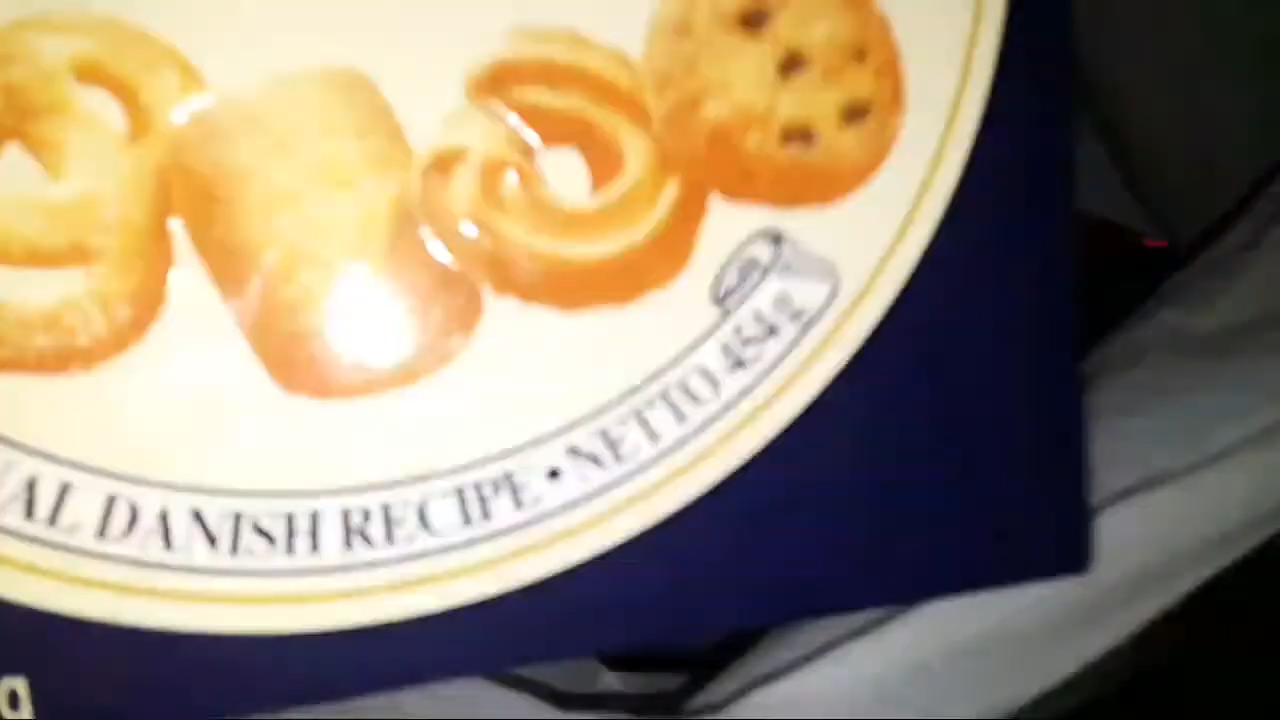 AL DANISH RECIPE • NETTO 454 g
g